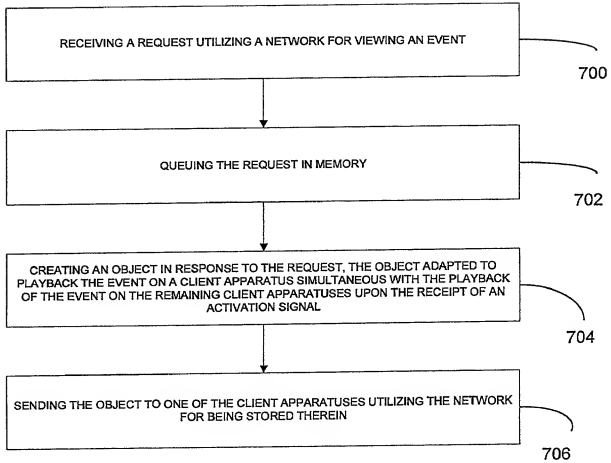 RECEIVING A REQUEST UTILIZING A NETWORK FOR VIEWING AN EVENT
700
QUEUING THE REQUEST IN MEMORY
702
CREATING AN OBJECT IN RESPONSE TO THE REQUEST, THE OBJECT ADAPTED TO
PLAYBACK THE EVENT ON A CLIENT APPARATUS SIMULTANEOUS WITH THE PLAYBACK
OF THE EVENT ON THE REMAINING CLIENT APPARATUSES UPON THE RECEIPT OF AN
ACTIVATION SIGNAL
704
SENDING THE OBJECT TO ONE OF THE CLIENT APPARATUSES UTILIZING THE NETWORK
FOR BEING STORED THEREIN
706